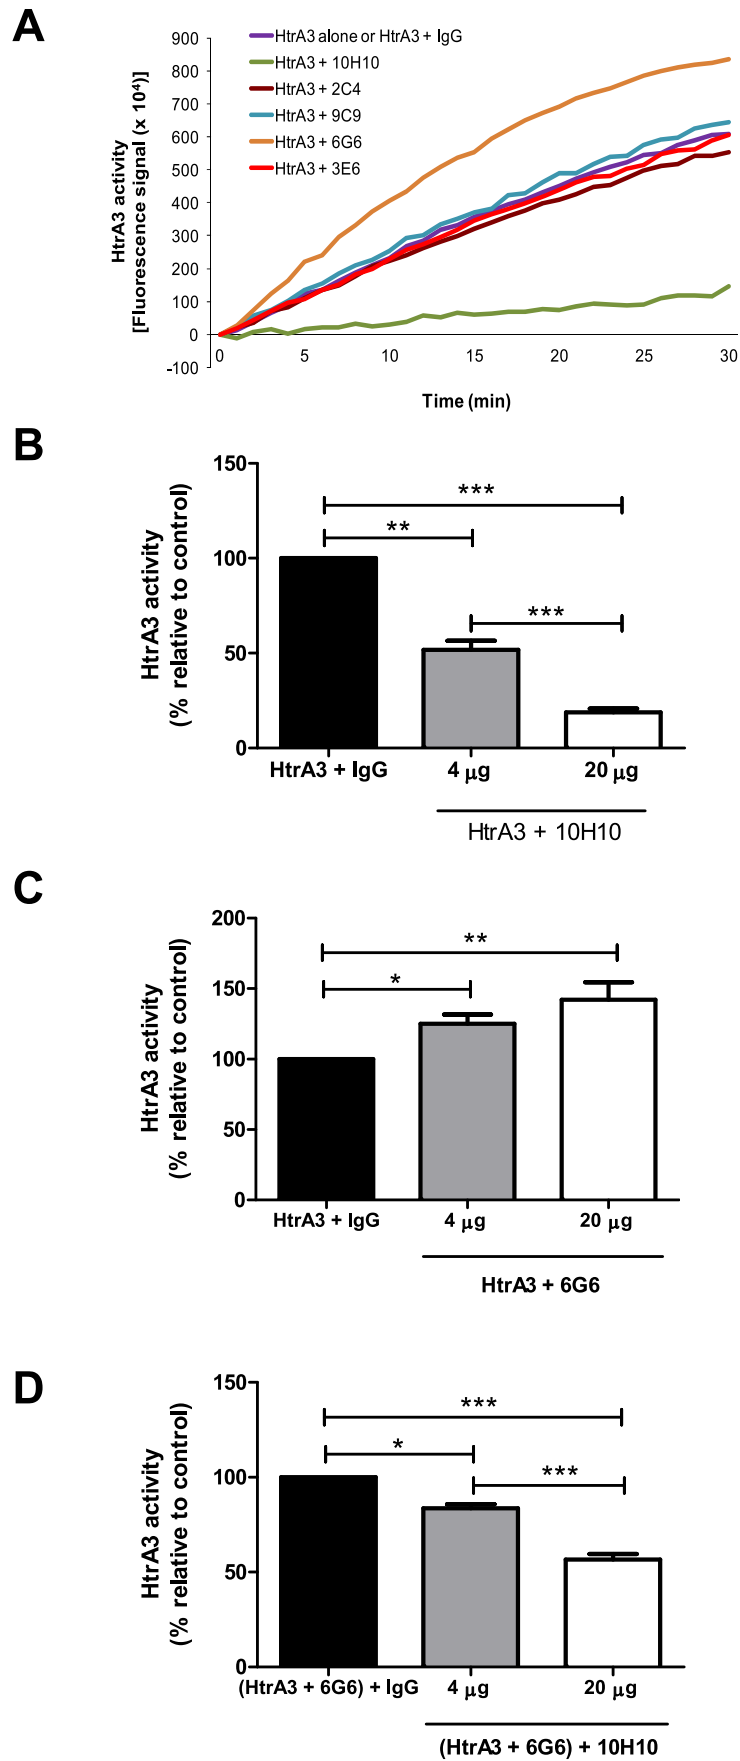 A
HtrA3 activity
[Fluorescence signal (x 10⁴)]
900
800
700
600
500
400
300
200
100
0
-100
HtrA3 alone or HtrA3 + IgG
HtrA3 + 10H10
HtrA3 + 2C4
HtrA3 + 9C9
HtrA3 + 6G6
HtrA3 + 3E6
0 5 10 15 20 25 30
Time (min)
B
HtrA3 activity
(% relative to control)
150
100
50
0
***
**
***
HtrA3 + IgG 4 µg 20 µg
HtrA3 + 10H10
C
HtrA3 activity
(% relative to control)
200
150
100
50
0
**
*
HtrA3 + IgG 4 µg 20 µg
HtrA3 + 6G6
D
HtrA3 activity
(% relative to control)
150
100
50
0
***
*
***
(HtrA3 + 6G6) + IgG 4 µg 20 µg
(HtrA3 + 6G6) + 10H10